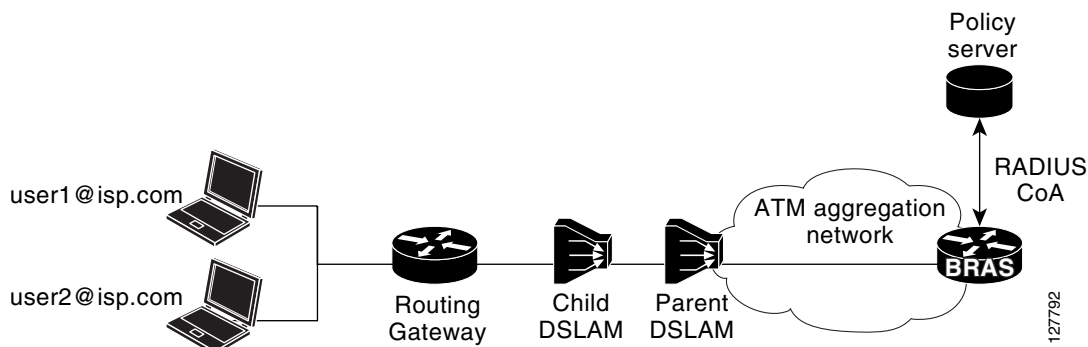 Policy
server
RADIUS
CoA
user1@isp.com
ATM aggregation
network
BRAS
user2@isp.com
Routing
Gateway
Child
DSLAM
Parent
DSLAM
127792